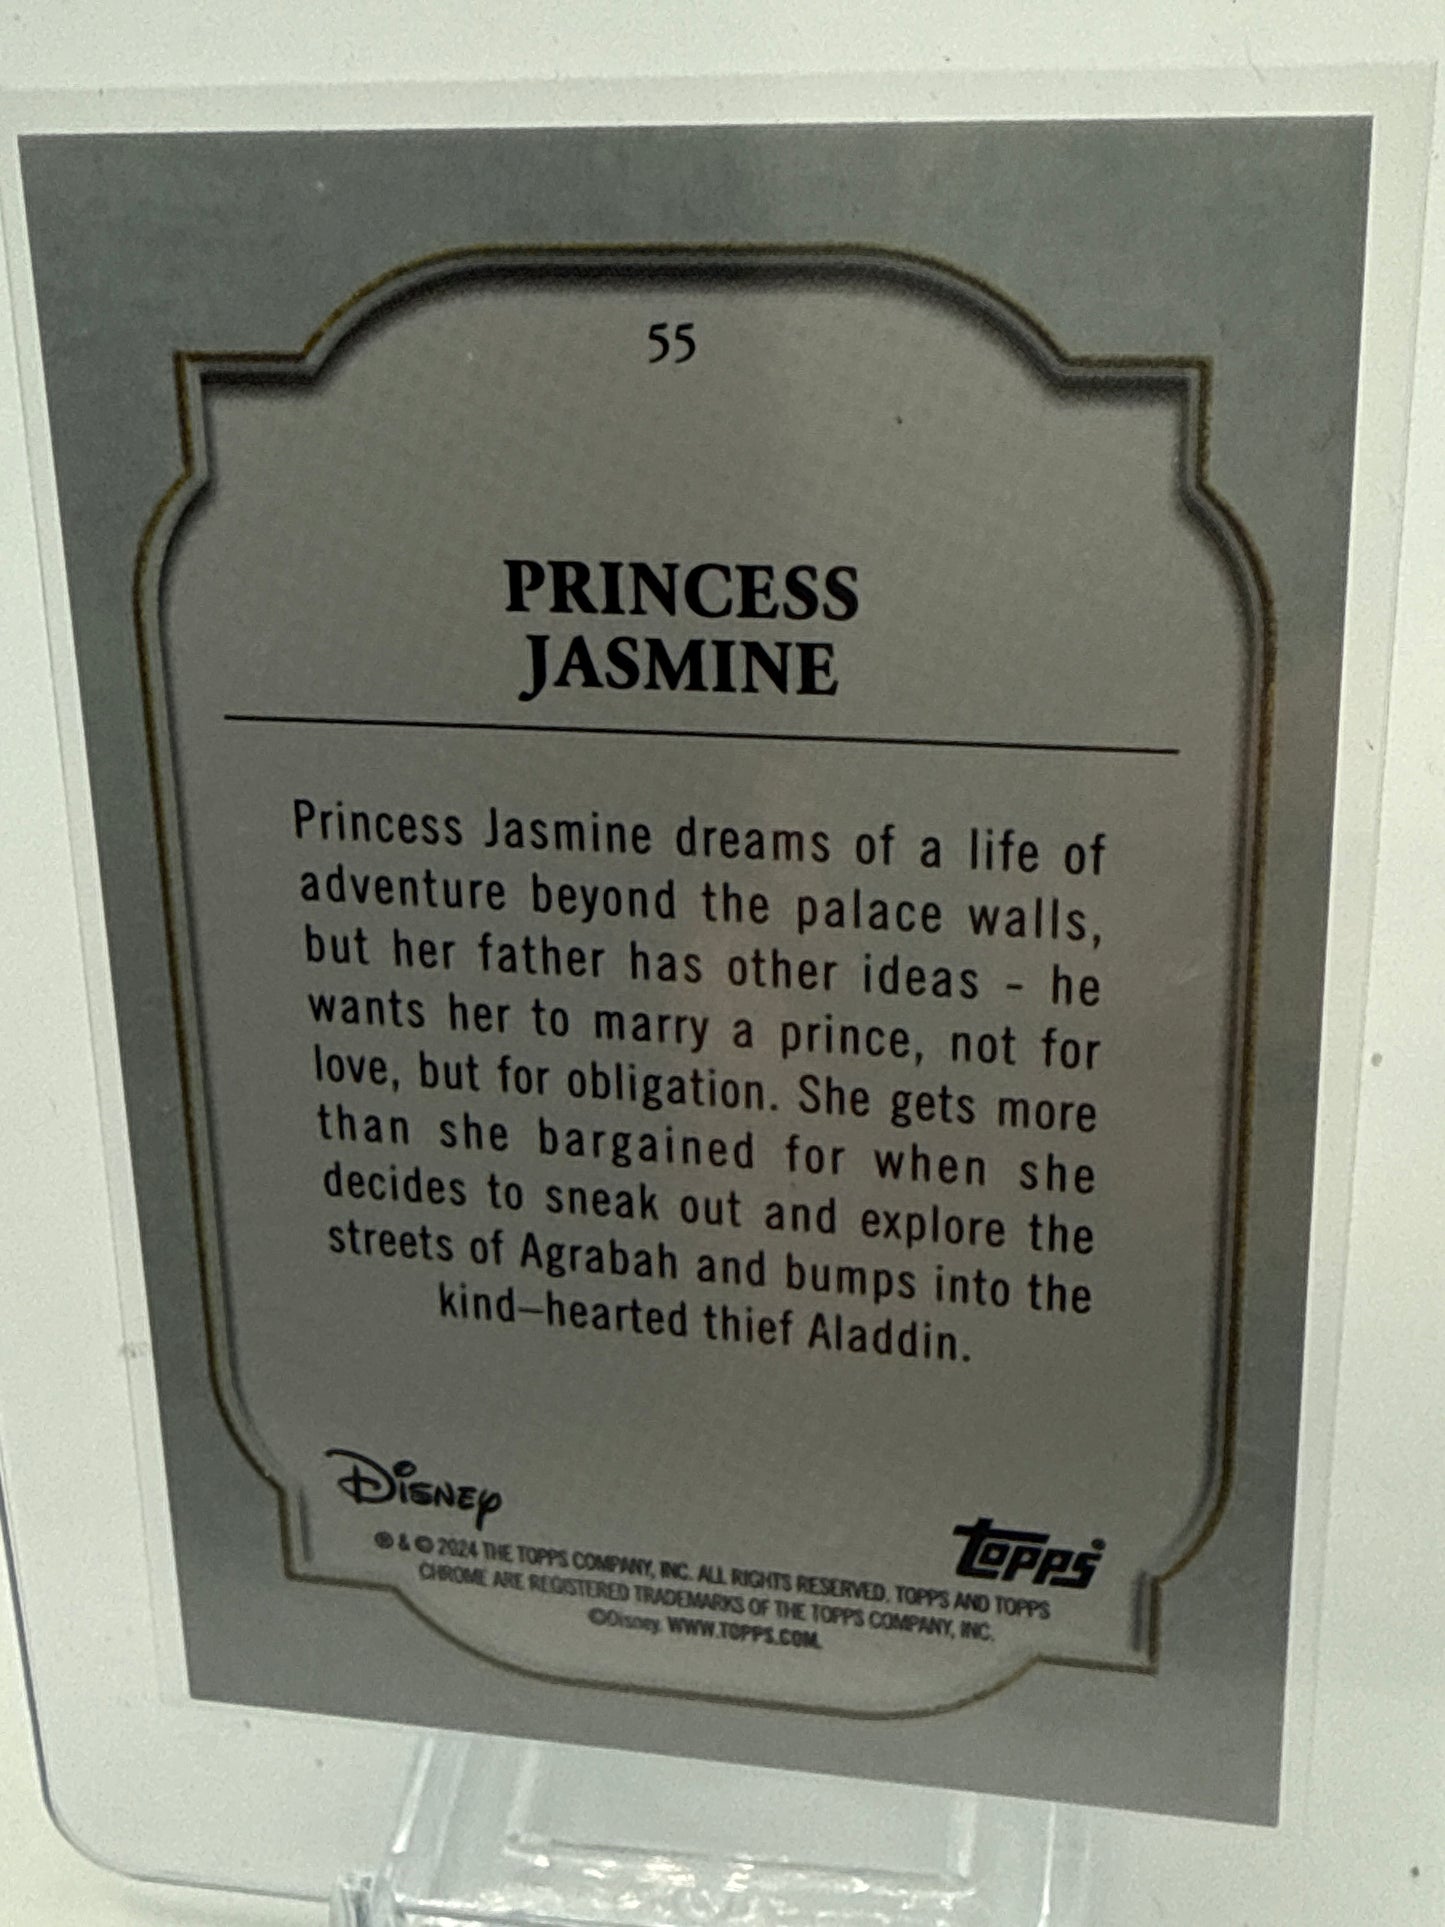 55
PRINCESS
JASMINE
Princess Jasmine dreams of a life of
adventure beyond the palace walls,
but her father has other ideas - he
wants her to marry a prince, not for
love, but for obligation. She gets more
than she bargained for when she
decides to sneak out and explore the
streets of Agrabah and bumps into the
kind–hearted thief Aladdin.
Disney
topps
® & © 2024 THE TOPPS COMPANY, INC. ALL RIGHTS RESERVED. TOPPS AND TOPPS
CHROME ARE REGISTERED TRADEMARKS OF THE TOPPS COMPANY, INC.
©Disney. WWW.TOPPS.COM.